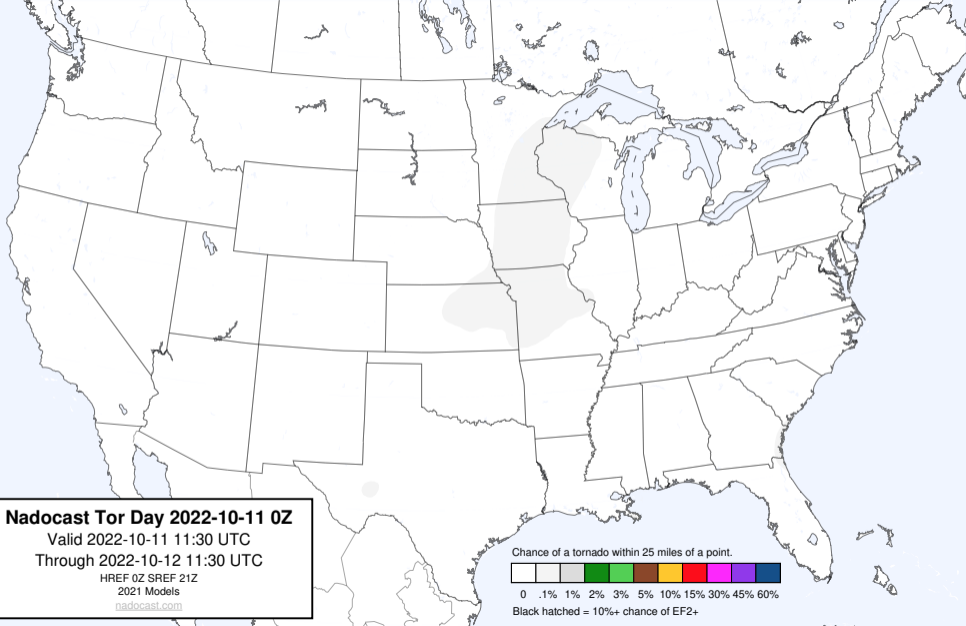 Nadocast Tor Day 2022-10-11 0Z
Valid 2022-10-11 11:30 UTC
Through 2022-10-12 11:30 UTC
HREF 0Z SREF 21Z
2021 Models
nadocast.com
Chance of a tornado within 25 miles of a point.
0 .1% 1% 2% 3% 5% 10% 15% 30% 45% 60%
Black hatched = 10%+ chance of EF2+